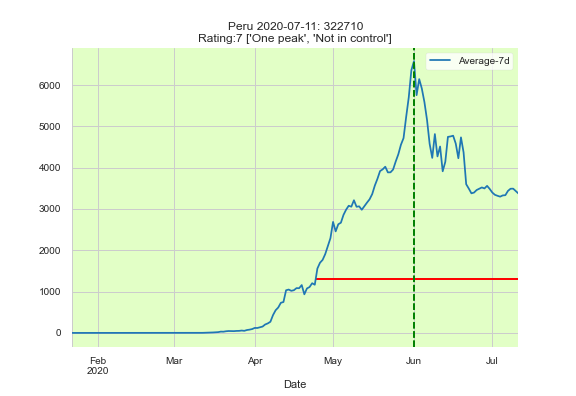 Peru 2020-07-11: 322710
Rating:7 ['One peak', 'Not in control']
Average-7d
6000
5000
4000
3000
2000
1000
0
Feb
2020
Mar
Apr
May
Jun
Jul
Date